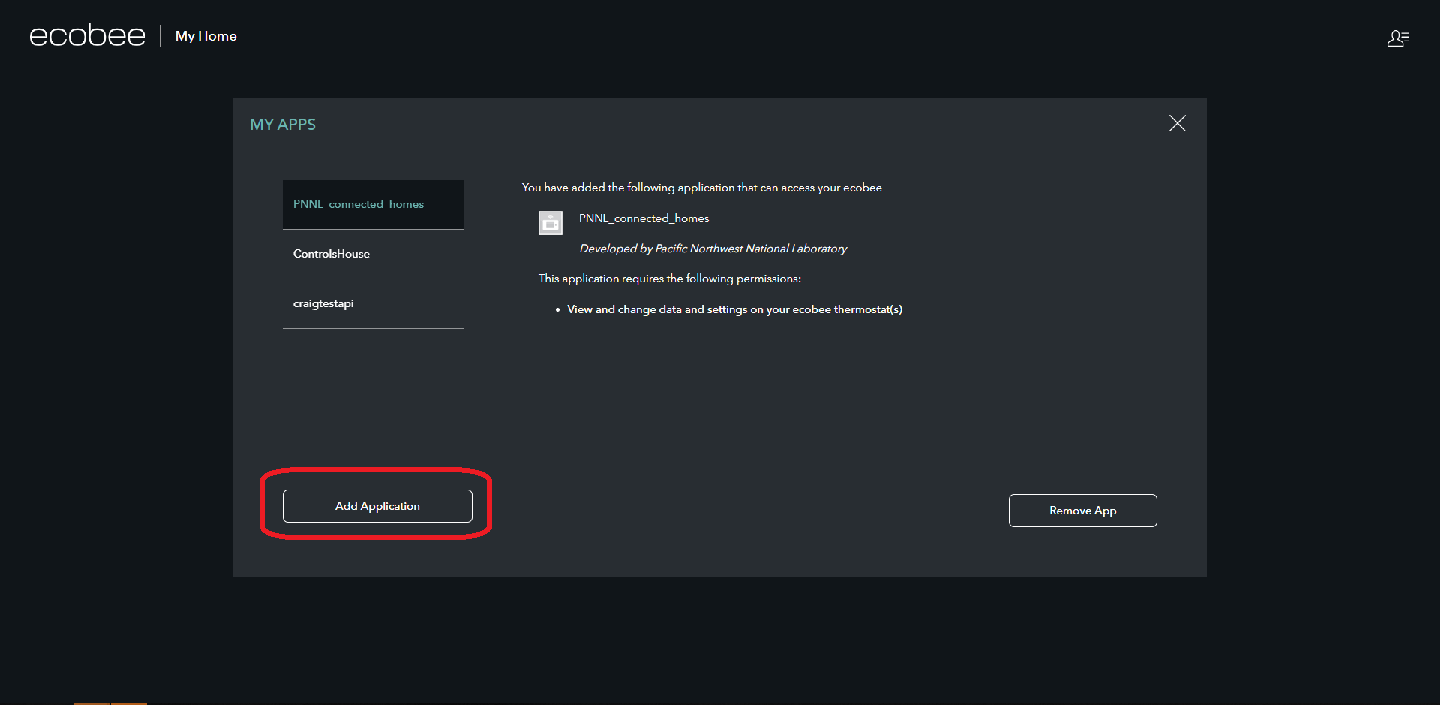 ecobee
My Home
MY APPS
PNNL_connected_homes
ControlsHouse
craigtestapi
You have added the following application that can access your ecobee
PNNL_connected_homes
Developed by Pacific Northwest National Laboratory
This application requires the following permissions:
• View and change data and settings on your ecobee thermostat(s)
Add Application
Remove App